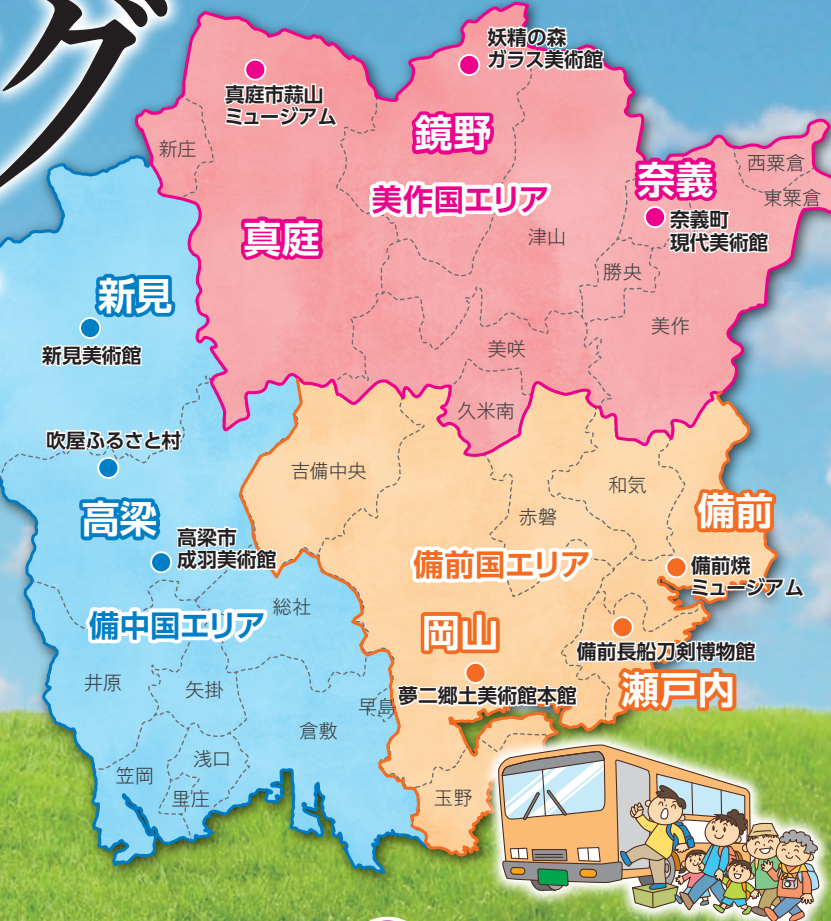 グ
妖精の森
ガラス美術館
真庭市蒜山
ミュージアム
新庄
鏡野
奈義
西粟倉
東粟倉
美作国エリア
奈義町
現代美術館
真庭
津山
勝央
新見
美作
新見美術館
美咲
久米南
吹屋ふるさと村
吉備中央
和気
高梁
赤磐
備前
高梁市
成羽美術館
備前国エリア
備前焼
ミュージアム
備中国エリア
総社
岡山
備前長船刀剣博物館
井原
矢掛
早島
夢二郷土美術館本館
瀬戸内
倉敷
浅口
笠岡
里庄
玉野